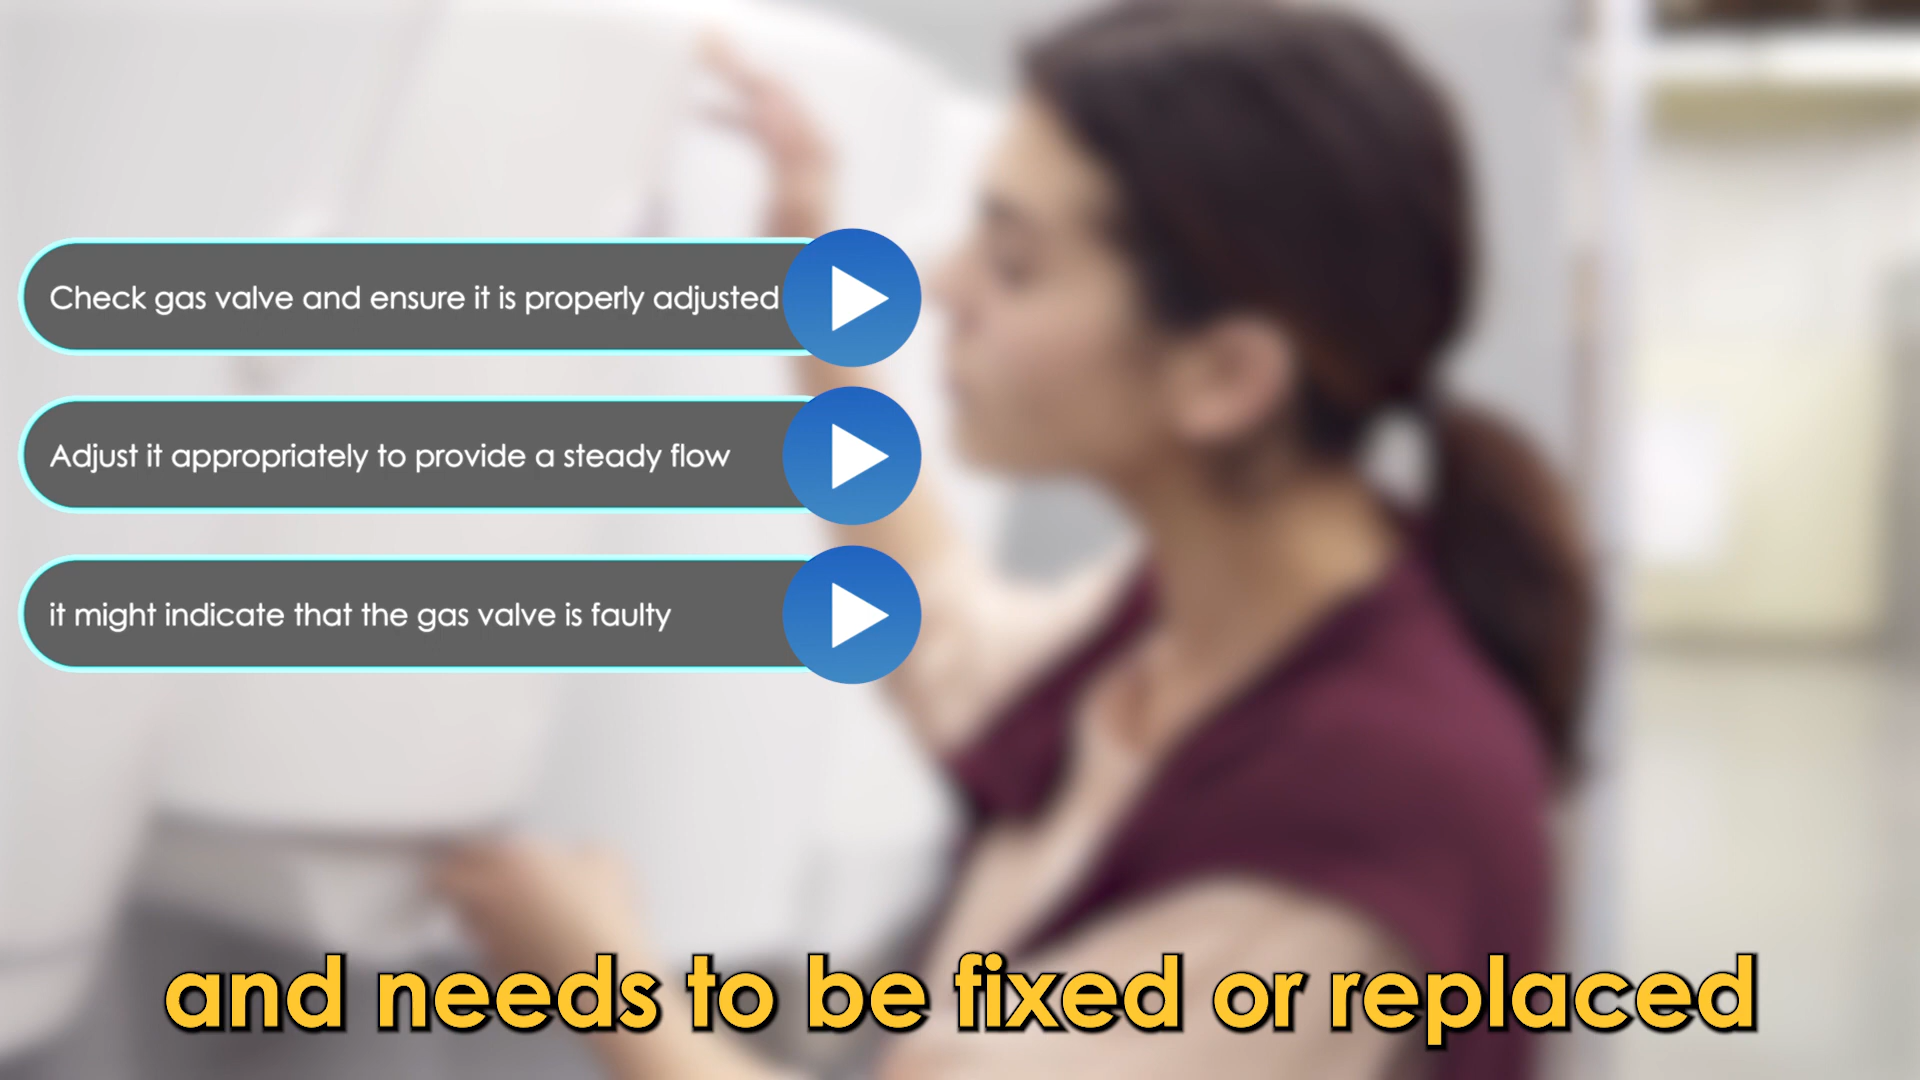 Check gas valve and ensure it is properly adjusted
Adjust it appropriately to provide a steady flow
it might indicate that the gas valve is faulty
and needs to be fixed or replaced